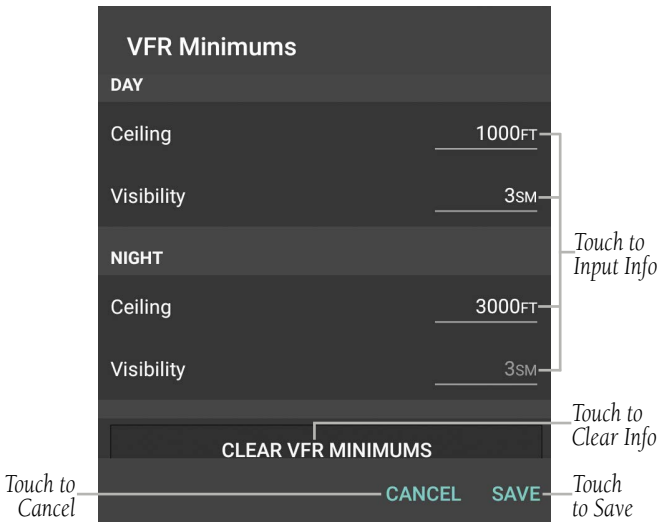 VFR Minimums
DAY
Ceiling 1000FT
Visibility 3SM
Touch to
Input Info
NIGHT
Ceiling 3000FT
Visibility 3SM
Touch to
Clear Info
CLEAR VFR MINIMUMS
Touch to
Cancel
CANCEL SAVE
Touch
to Save